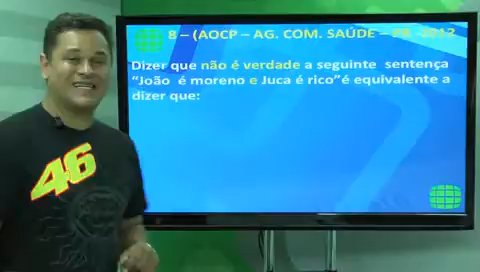 8 – (AOCP – AG. COM. SAÚDE – PB -2012
Dizer que não é verdade a seguinte sentença
“João é moreno e Juca é rico”é equivalente a
dizer que:
46